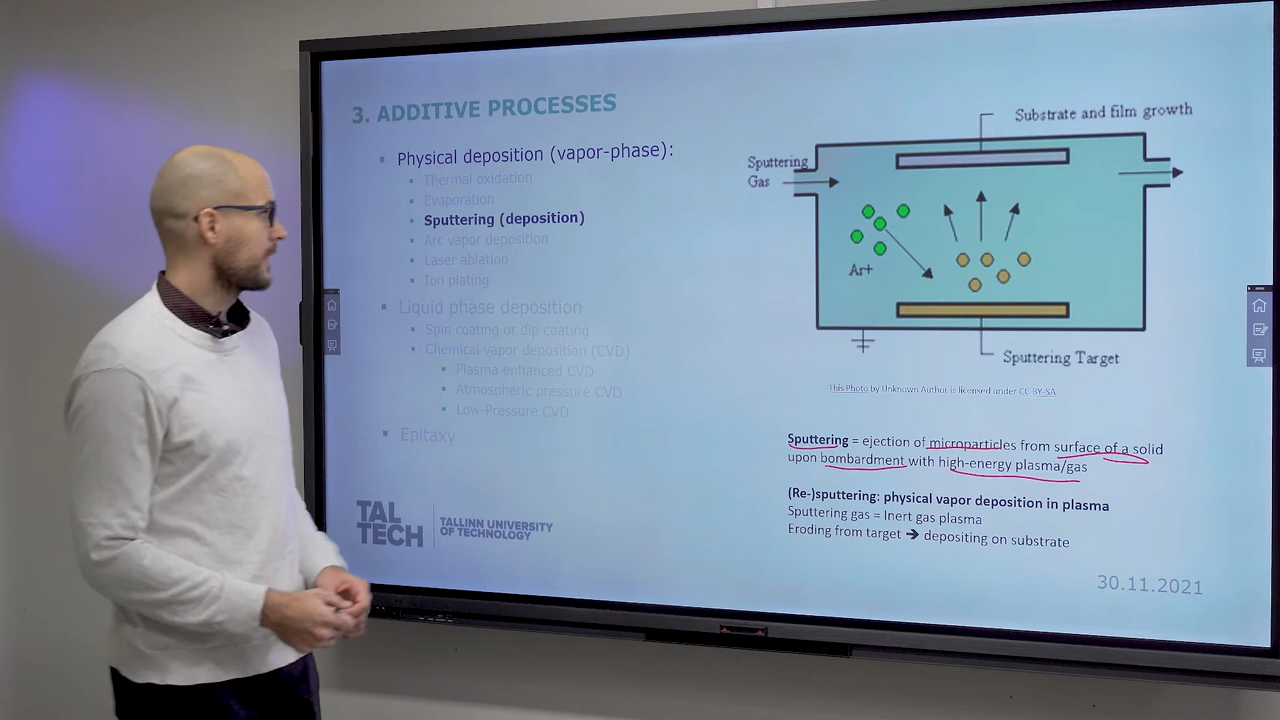 3. ADDITIVE PROCESSES
Physical deposition (vapor-phase):
Thermal oxidation
Evaporation
Sputtering (deposition)
Arc vapor deposition
Laser ablation
Ion plating
Liquid phase deposition
Spin coating or dip coating
Chemical vapor deposition (CVD)
Plasma enhanced CVD
Atmospheric pressure CVD
Low-Pressure CVD
Epitaxy
TAL
TECH
TALLINN UNIVERSITY
OF TECHNOLOGY
Substrate and film growth
Sputtering
Gas
Ar+
Sputtering Target
This Photo by Unknown Author is licensed under CC BY-SA
Sputtering = ejection of microparticles from surface of a solid
upon bombardment with high-energy plasma/gas
(Re-)sputtering: physical vapor deposition in plasma
Sputtering gas = Inert gas plasma
Eroding from target ➔ depositing on substrate
30.11.2021